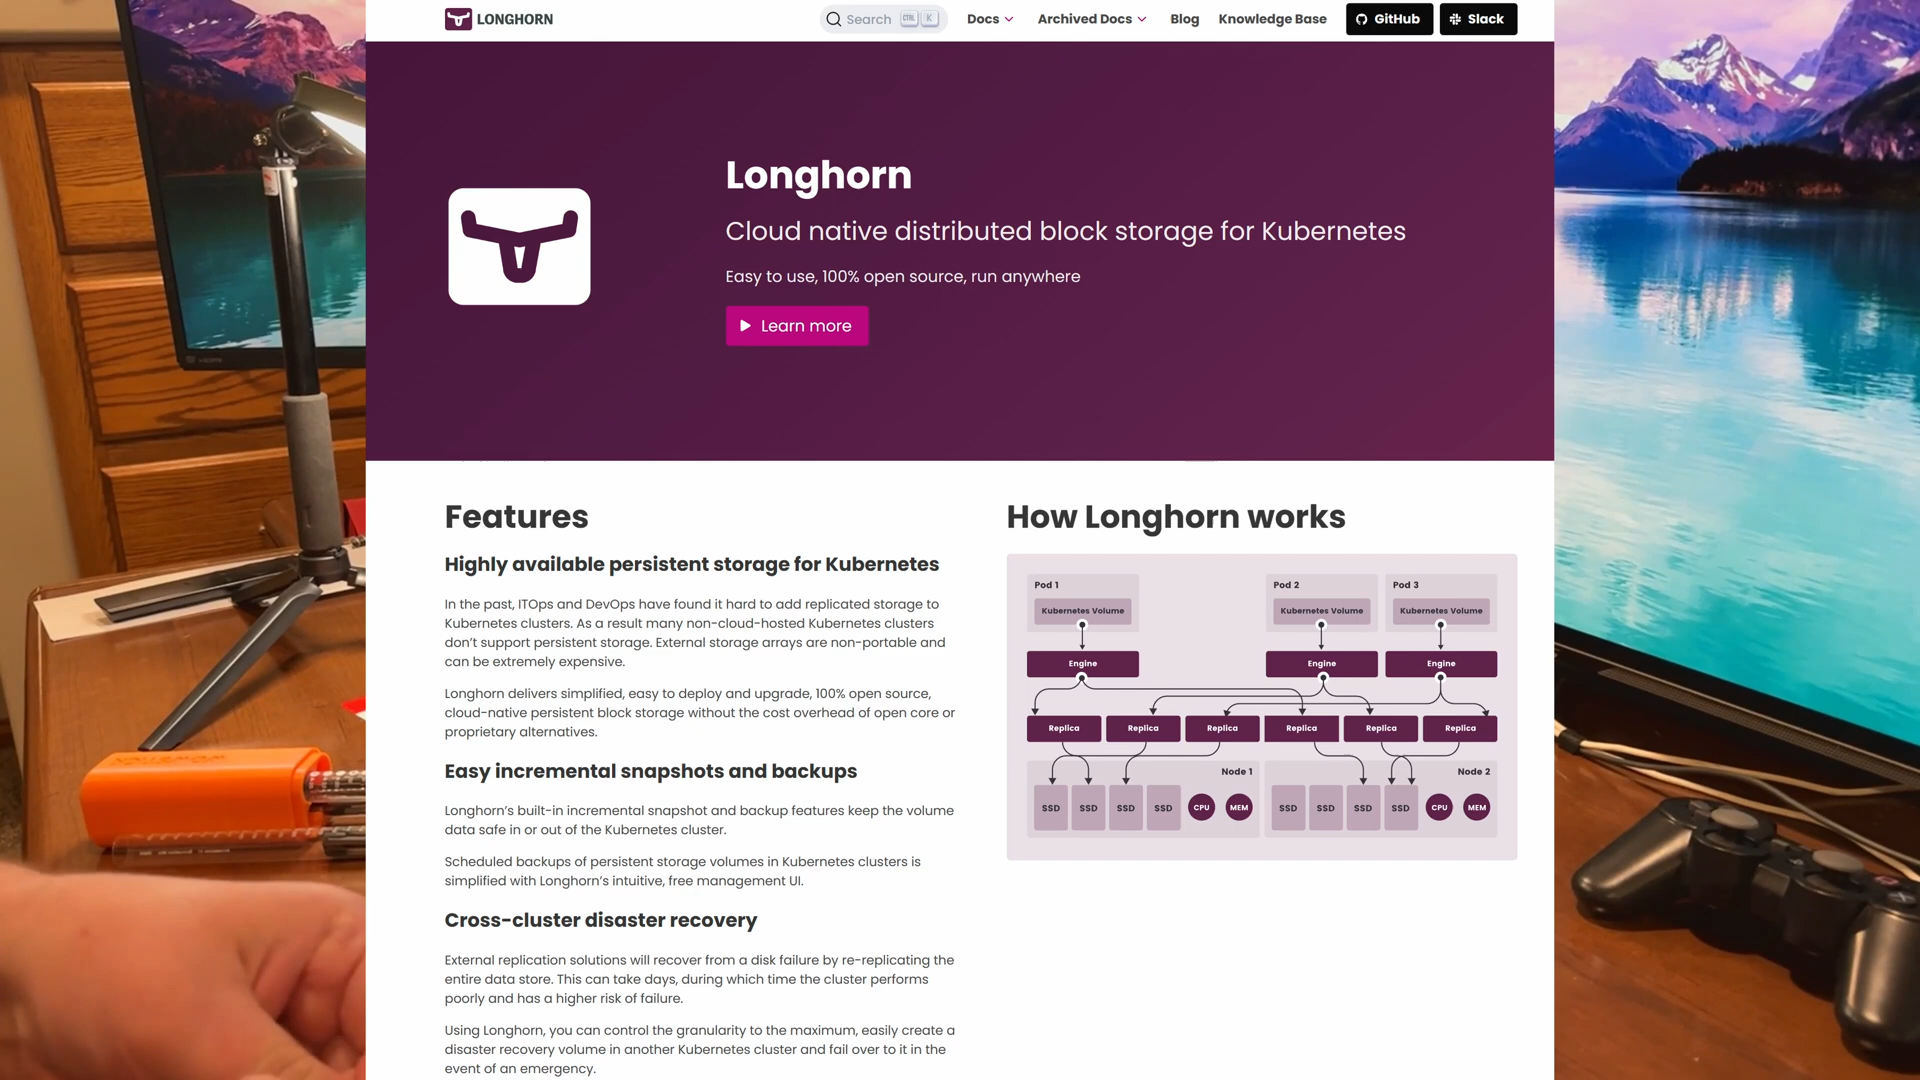 LONGHORN
Search CTRL K
Docs
Archived Docs
Blog
Knowledge Base
GitHub
Slack
Longhorn
Cloud native distributed block storage for Kubernetes
Easy to use, 100% open source, run anywhere
Learn more
Features
Highly available persistent storage for Kubernetes
In the past, ITOps and DevOps have found it hard to add replicated storage to
Kubernetes clusters. As a result many non-cloud-hosted Kubernetes clusters
don’t support persistent storage. External storage arrays are non-portable and
can be extremely expensive.
Longhorn delivers simplified, easy to deploy and upgrade, 100% open source,
cloud-native persistent block storage without the cost overhead of open core or
proprietary alternatives.
Easy incremental snapshots and backups
Longhorn’s built-in incremental snapshot and backup features keep the volume
data safe in or out of the Kubernetes cluster.
Scheduled backups of persistent storage volumes in Kubernetes clusters is
simplified with Longhorn’s intuitive, free management UI.
Cross-cluster disaster recovery
External replication solutions will recover from a disk failure by re-replicating the
entire data store. This can take days, during which time the cluster performs
poorly and has a higher risk of failure.
Using Longhorn, you can control the granularity to the maximum, easily create a
disaster recovery volume in another Kubernetes cluster and fail over to it in the
event of an emergency.
How Longhorn works
Pod 1
Pod 2
Pod 3
Kubernetes Volume
Kubernetes Volume
Kubernetes Volume
Engine
Engine
Engine
Replica
Replica
Replica
Replica
Replica
Replica
Node 1
Node 2
SSD
SSD
SSD
SSD
CPU
MEM
SSD
SSD
SSD
SSD
CPU
MEM